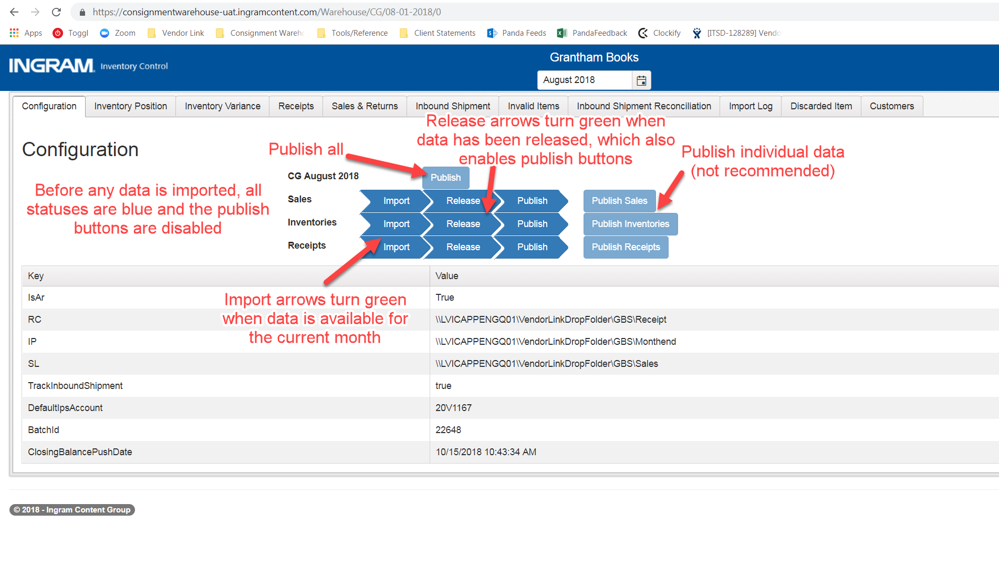 https://consignmentwarehouse-uat.ingramcontent.com/Warehouse/CG/08-01-2018/0
Apps Toggl Zoom Vendor Link Consignment Wareho Tools/Reference Client Statements Panda Feeds PandaFeedback Clockify [ITSD-128289] Vendo
INGRAM. Inventory Control
Grantham Books
August 2018
Configuration Inventory Position Inventory Variance Receipts Sales & Returns Inbound Shipment Invalid Items Inbound Shipment Reconciliation Import Log Discarded Item Customers
Configuration
Publish all
Release arrows turn green when
data has been released, which also
enables publish buttons
Publish individual data
(not recommended)
Before any data is imported, all
statuses are blue and the publish
buttons are disabled
CG August 2018 Publish
Sales Import Release Publish Publish Sales
Inventories Import Release Publish Publish Inventories
Receipts Import Release Publish Publish Receipts
Import arrows turn green
when data is available for
the current month
Key Value
IsAr True
RC \\LVICAPPENGQ01\VendorLinkDropFolder\GBS\Receipt
IP \\LVICAPPENGQ01\VendorLinkDropFolder\GBS\Monthend
SL \\LVICAPPENGQ01\VendorLinkDropFolder\GBS\Sales
TrackInboundShipment true
DefaultIpsAccount 20V1167
BatchId 22648
ClosingBalancePushDate 10/15/2018 10:43:34 AM
© 2018 - Ingram Content Group